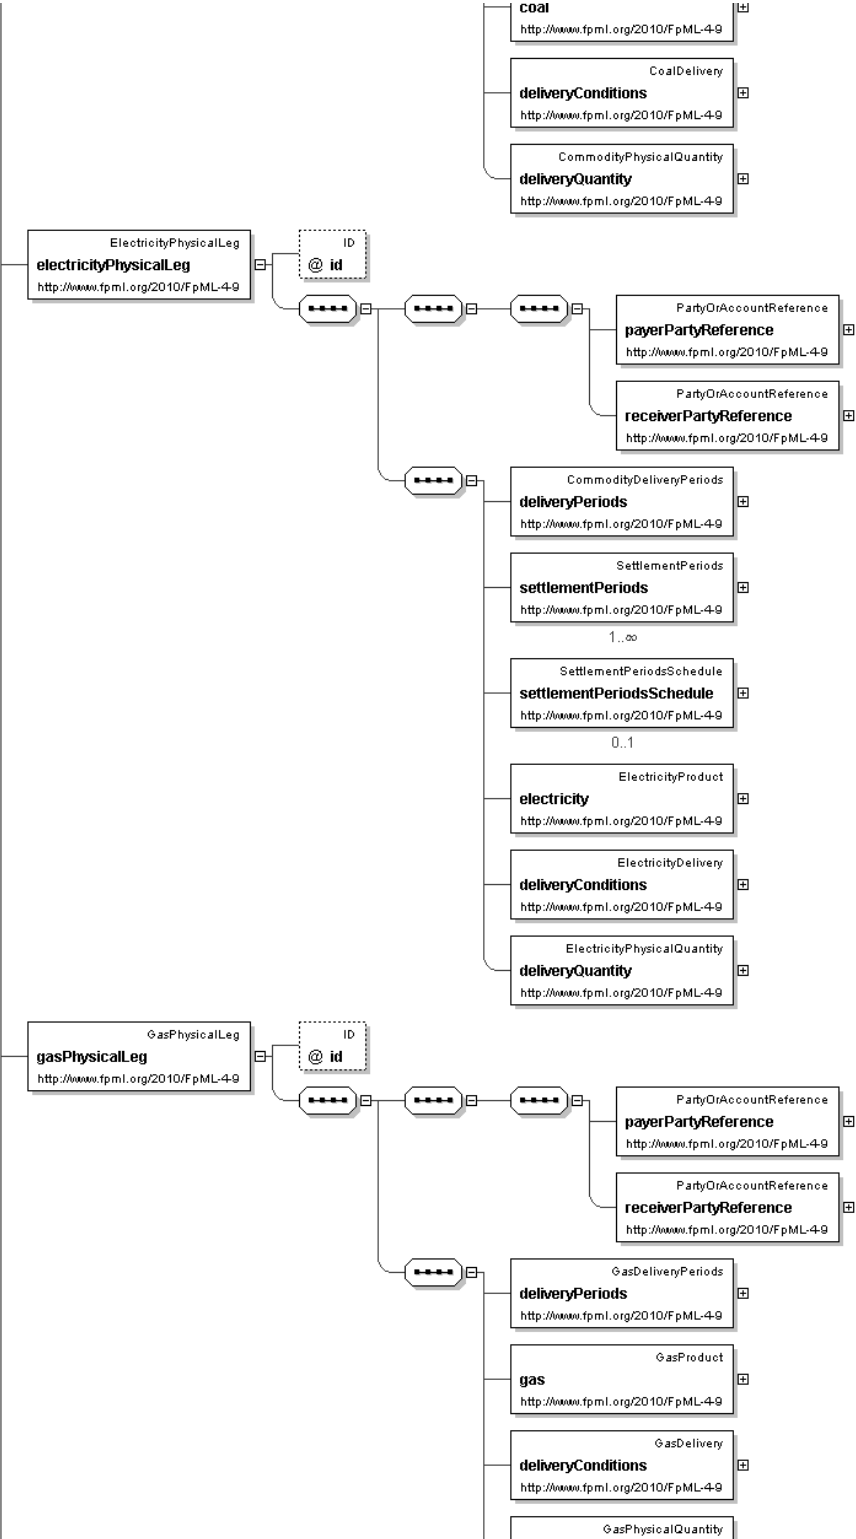 coal
http://www.fpml.org/2010/FpML-4-9
CoalDelivery
deliveryConditions
http://www.fpml.org/2010/FpML-4-9
CommodityPhysicalQuantity
deliveryQuantity
http://www.fpml.org/2010/FpML-4-9
ElectricityPhysicalLeg
electricityPhysicalLeg
http://www.fpml.org/2010/FpML-4-9
ID
@ id
PartyOrAccountReference
payerPartyReference
http://www.fpml.org/2010/FpML-4-9
PartyOrAccountReference
receiverPartyReference
http://www.fpml.org/2010/FpML-4-9
CommodityDeliveryPeriods
deliveryPeriods
http://www.fpml.org/2010/FpML-4-9
SettlementPeriods
settlementPeriods
http://www.fpml.org/2010/FpML-4-9
1..∞
SettlementPeriodsSchedule
settlementPeriodsSchedule
http://www.fpml.org/2010/FpML-4-9
0..1
ElectricityProduct
electricity
http://www.fpml.org/2010/FpML-4-9
ElectricityDelivery
deliveryConditions
http://www.fpml.org/2010/FpML-4-9
ElectricityPhysicalQuantity
deliveryQuantity
http://www.fpml.org/2010/FpML-4-9
GasPhysicalLeg
gasPhysicalLeg
http://www.fpml.org/2010/FpML-4-9
ID
@ id
PartyOrAccountReference
payerPartyReference
http://www.fpml.org/2010/FpML-4-9
PartyOrAccountReference
receiverPartyReference
http://www.fpml.org/2010/FpML-4-9
GasDeliveryPeriods
deliveryPeriods
http://www.fpml.org/2010/FpML-4-9
GasProduct
gas
http://www.fpml.org/2010/FpML-4-9
GasDelivery
deliveryConditions
http://www.fpml.org/2010/FpML-4-9
GasPhysicalQuantity